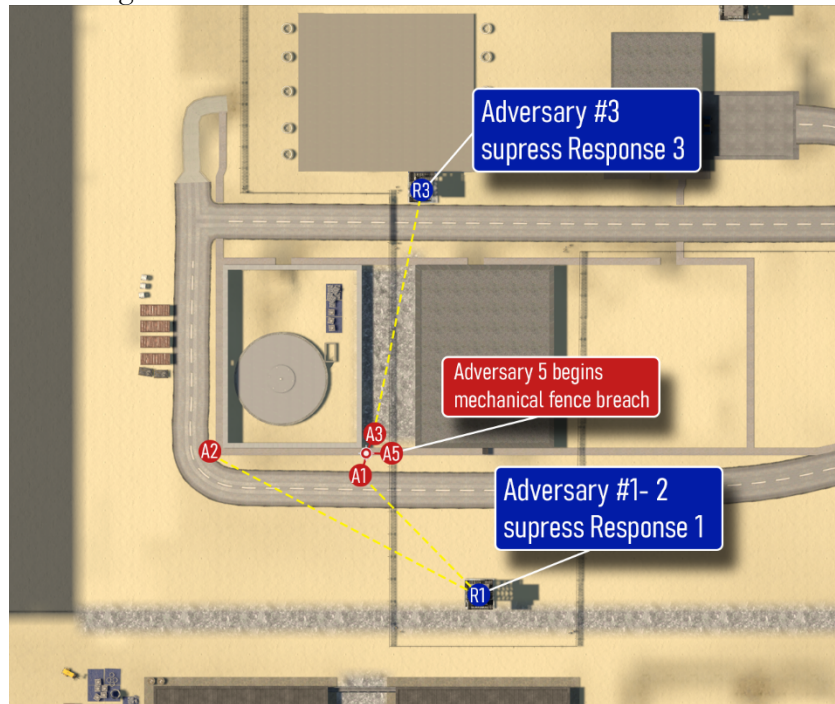 Adversary #3
supress Response 3
R3
Adversary 5 begins
mechanical fence breach
A3
A2
A5
A1
Adversary #1- 2
supress Response 1
R1